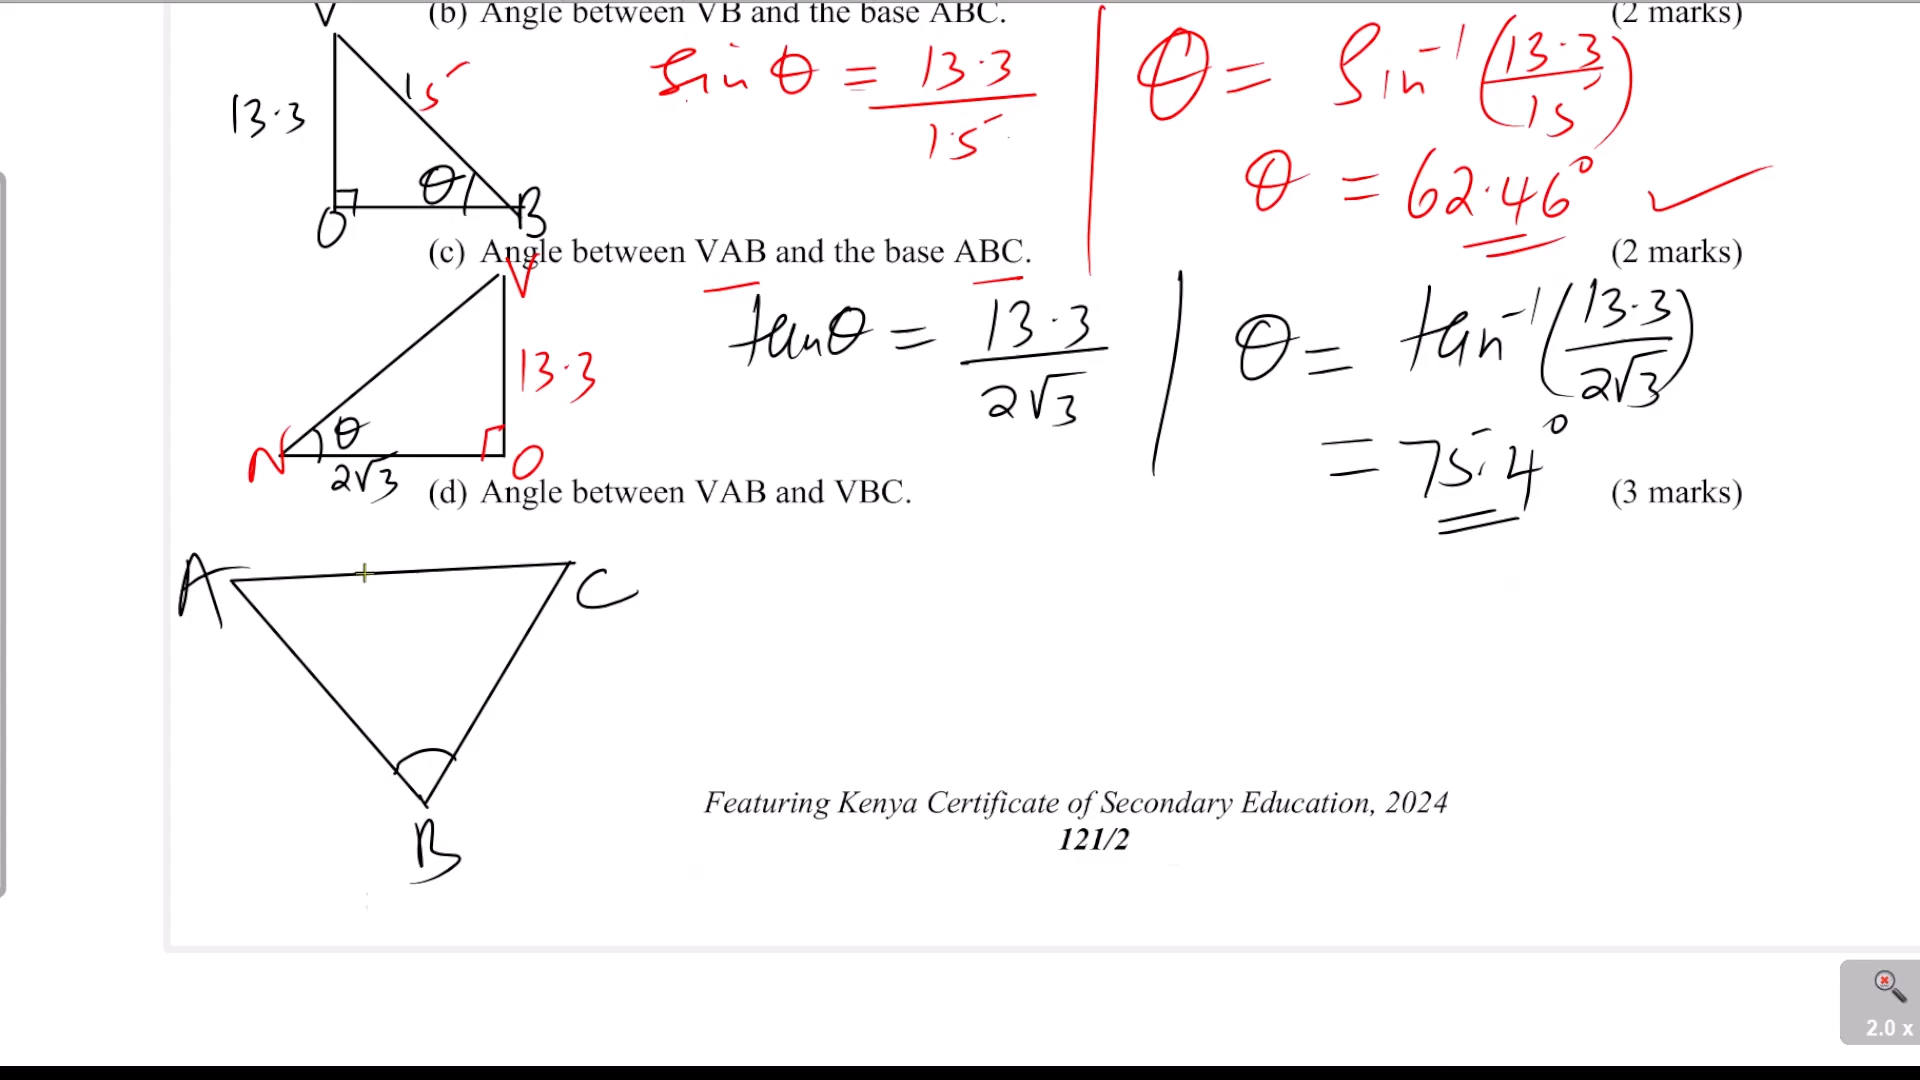 V
(b) Angle between VB and the base ABC. (2 marks)
13.3
15
θ
O
B
sin θ = 13.3 / 15
θ = Sin⁻¹ (13.3 / 15)
θ = 62.46°
(c) Angle between VAB and the base ABC. (2 marks)
V
13.3
N
θ
2√3
O
tan θ = 13.3 / 2√3
θ = tan⁻¹ (13.3 / 2√3)
= 75.4°
(d) Angle between VAB and VBC. (3 marks)
A
C
B
Featuring Kenya Certificate of Secondary Education, 2024
121/2
2.0 x